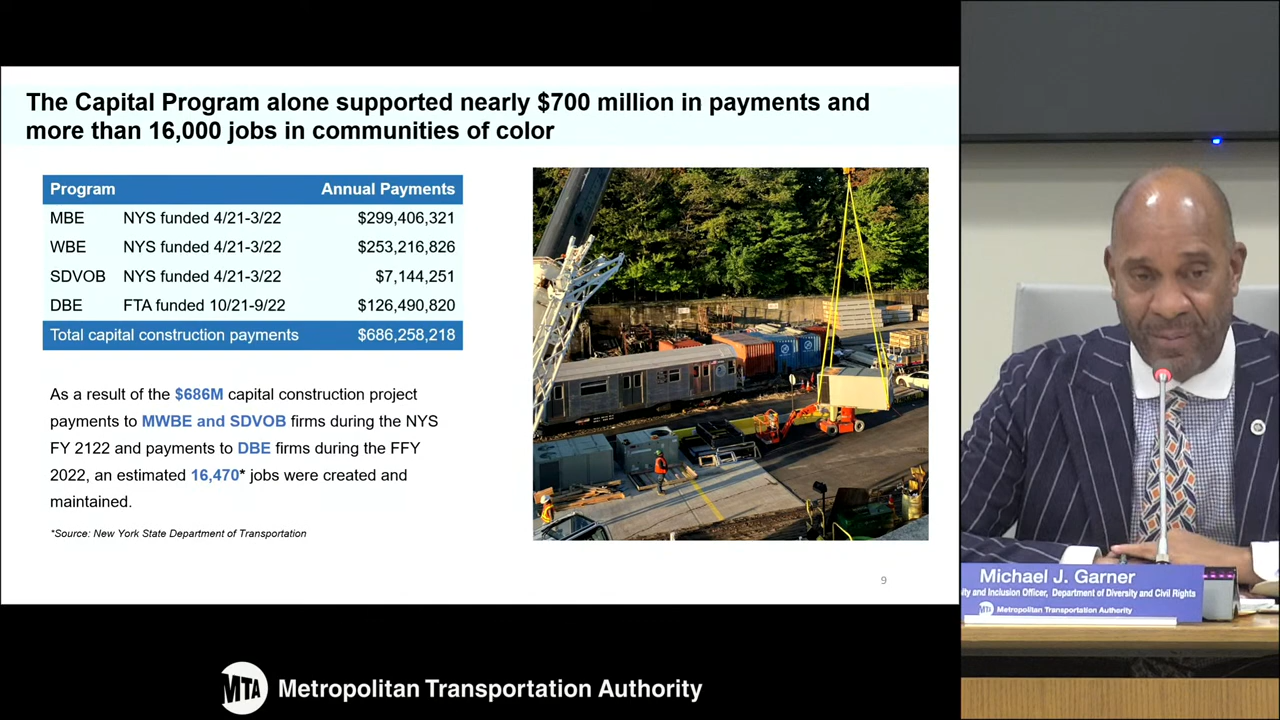 The Capital Program alone supported nearly $700 million in payments and
more than 16,000 jobs in communities of color
Program Annual Payments
MBE NYS funded 4/21-3/22 $299,406,321
WBE NYS funded 4/21-3/22 $253,216,826
SDVOB NYS funded 4/21-3/22 $7,144,251
DBE FTA funded 10/21-9/22 $126,490,820
Total capital construction payments $686,258,218
As a result of the $686M capital construction project
payments to MWBE and SDVOB firms during the NYS
FY 2122 and payments to DBE firms during the FFY
2022, an estimated 16,470* jobs were created and
maintained.
*Source: New York State Department of Transportation
9
Michael J. Garner
ity and Inclusion Officer, Department of Diversity and Civil Rights
MTA Metropolitan Transportation Authority
MTA Metropolitan Transportation Authority